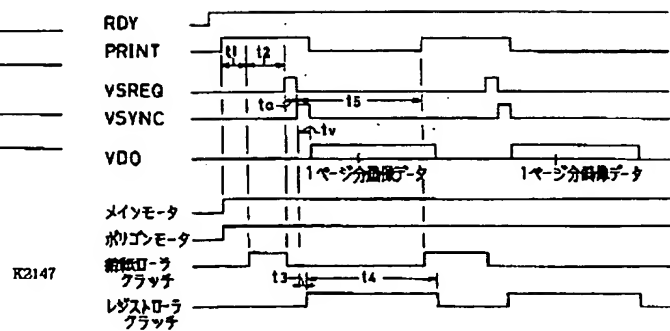 RDY
PRINT
t1 t2
VSREQ
ta t5
VSYNC
tv
VDO
1ページ分画像データ 1ページ分画像データ
メインモータ
ポリゴンモータ
給紙ローラ
クラッチ
K2147
t3 t4
レジストローラ
クラッチ